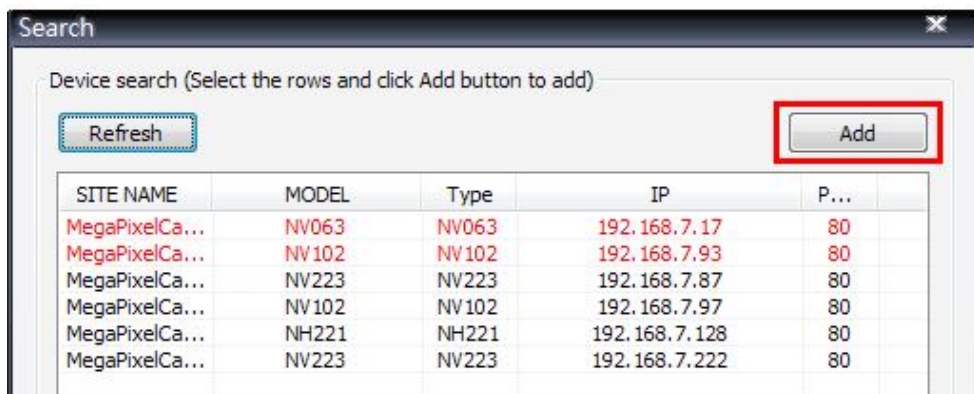 Search
Device search (Select the rows and click Add button to add)
Refresh Add
SITE NAME MODEL Type IP P...
MegaPixelCa... NV063 NV063 192.168.7.17 80
MegaPixelCa... NV102 NV102 192.168.7.93 80
MegaPixelCa... NV223 NV223 192.168.7.87 80
MegaPixelCa... NV102 NV102 192.168.7.97 80
MegaPixelCa... NH221 NH221 192.168.7.128 80
MegaPixelCa... NV223 NV223 192.168.7.222 80